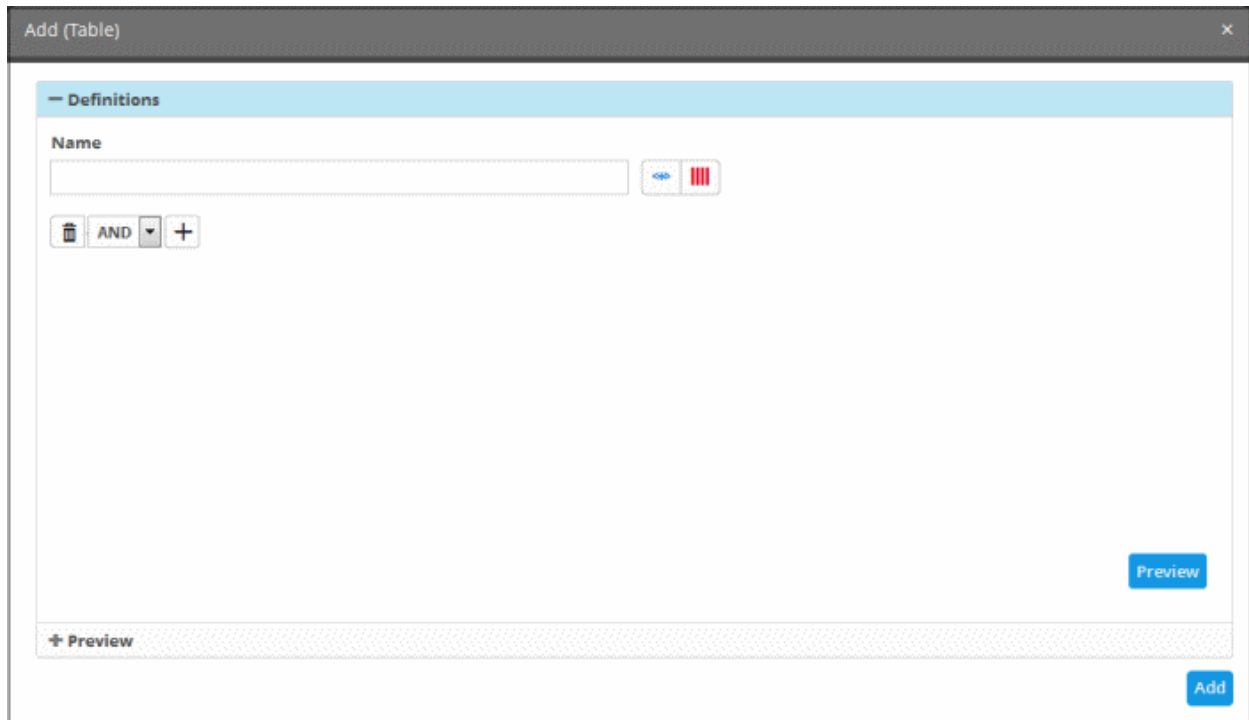 Add (Table)
Definitions
Name
AND
Preview
Preview
Add